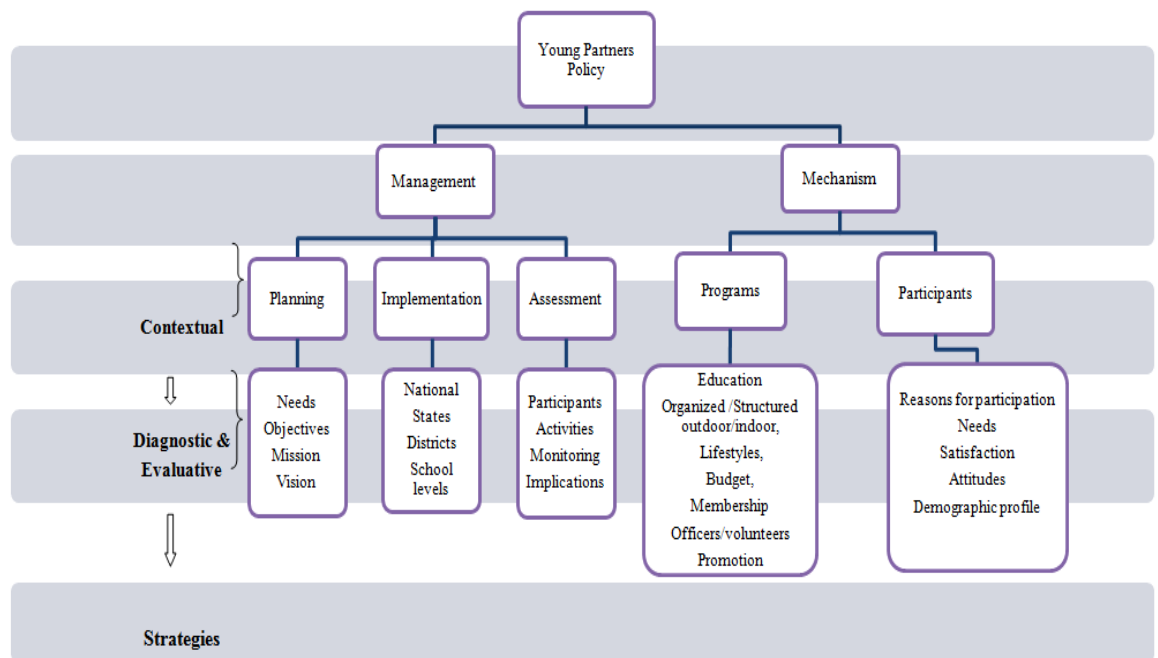 Young Partners
Policy
Management
Mechanism
Planning
Implementation
Assessment
Programs
Participants
Contextual
Needs
Objectives
Mission
Vision
National
States
Districts
School
levels
Participants
Activities
Monitoring
Implications
Education
Organized /Structured
outdoor/indoor,
Lifestyles,
Budget,
Membership
Officers/volunteers
Promotion
Reasons for participation
Needs
Satisfaction
Attitudes
Demographic profile
Diagnostic &
Evaluative
Strategies